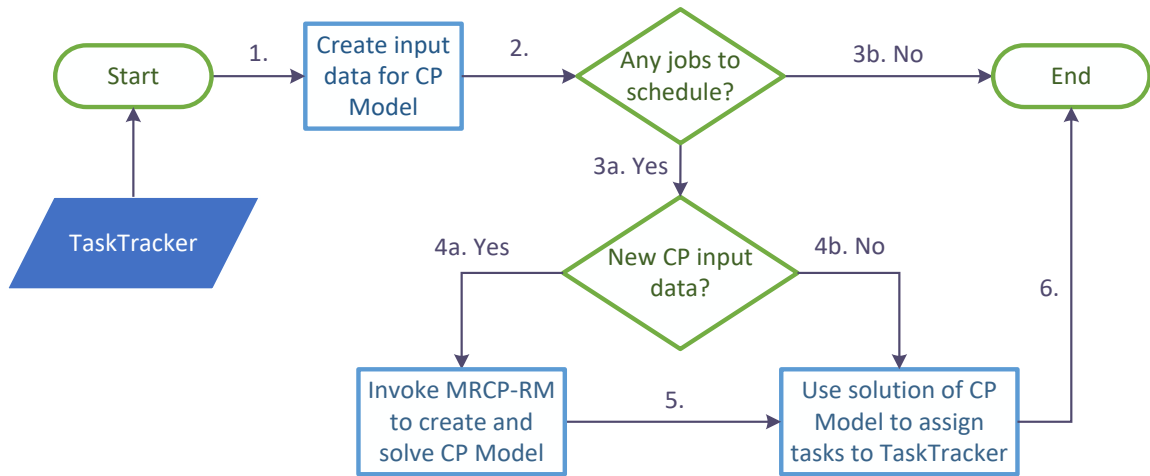 1.
2.
3b. No
Start
Create input
data for CP
Model
Any jobs to
schedule?
End
3a. Yes
TaskTracker
4a. Yes
New CP input
data?
4b. No
6.
Invoke MRCP-RM
to create and
solve CP Model
5.
Use solution of CP
Model to assign
tasks to TaskTracker